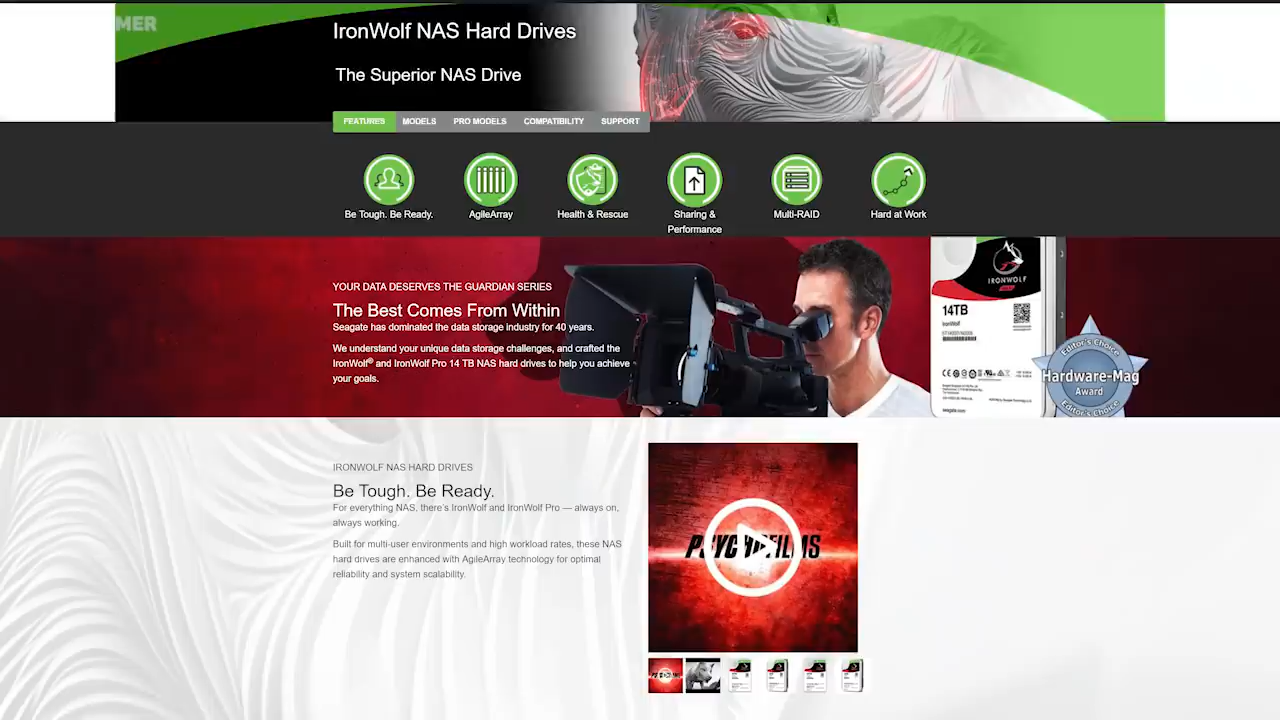 MER
IronWolf NAS Hard Drives
The Superior NAS Drive
FEATURES MODELS PRO MODELS COMPATIBILITY SUPPORT
Be Tough. Be Ready. AgileArray Health & Rescue Sharing & Performance Multi-RAID Hard at Work
YOUR DATA DESERVES THE GUARDIAN SERIES
The Best Comes From Within
Seagate has dominated the data storage industry for 40 years.
We understand your unique data storage challenges, and crafted the
IronWolf® and IronWolf Pro 14 TB NAS hard drives to help you achieve
your goals.
IRONWOLF
14TB
IronWolf
seagate.com
Editor's Choice
Hardware-Mag
Award
Editor's Choice
IRONWOLF NAS HARD DRIVES
Be Tough. Be Ready.
For everything NAS, there's IronWolf and IronWolf Pro — always on,
always working.
Built for multi-user environments and high workload rates, these NAS
hard drives are enhanced with AgileArray technology for optimal
reliability and system scalability.
PSYCHOFILMS